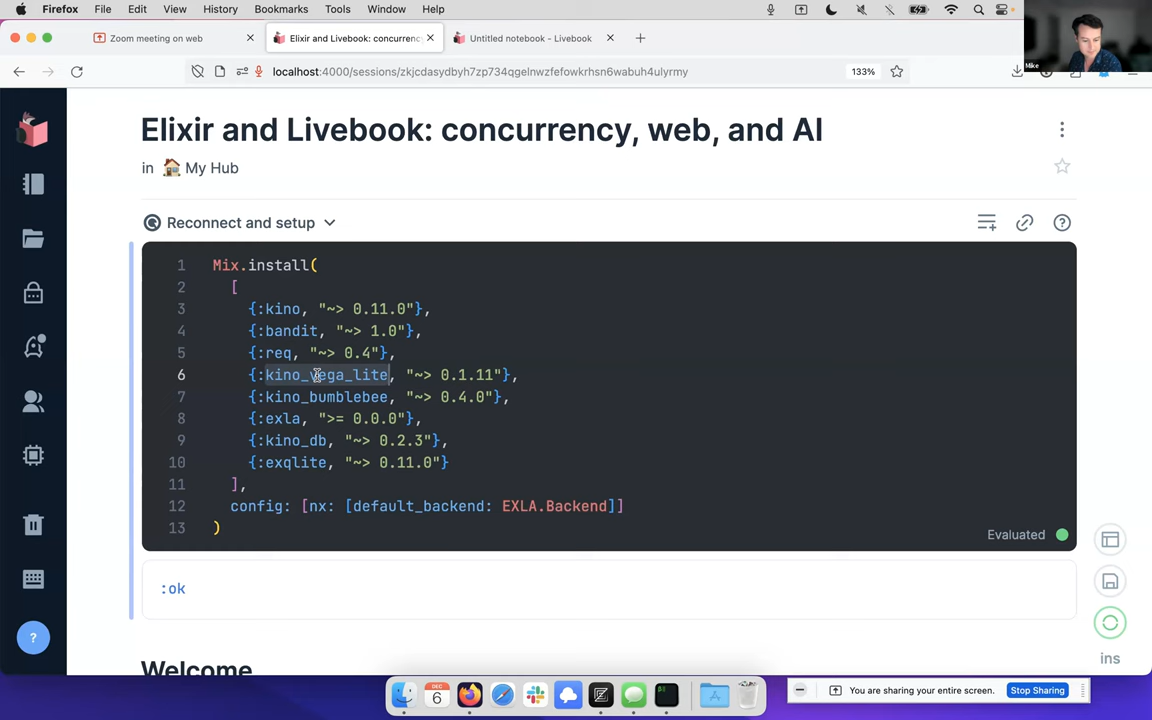 Firefox File Edit View History Bookmarks Tools Window Help
Zoom meeting on web
Elixir and Livebook: concurrenc
Untitled notebook - Livebook
localhost:4000/sessions/zkjcdasydbyh7zp734qgelnwzfefowkrhsn6wabuh4ulyrmy
133%
Mike
Elixir and Livebook: concurrency, web, and AI
in My Hub
Reconnect and setup
1 Mix.install(
2 [
3 {:kino, "~> 0.11.0"},
4 {:bandit, "~> 1.0"},
5 {:req, "~> 0.4"},
6 {:kino_vega_lite, "~> 0.1.11"},
7 {:kino_bumblebee, "~> 0.4.0"},
8 {:exla, ">= 0.0.0"},
9 {:kino_db, "~> 0.2.3"},
10 {:exqlite, "~> 0.11.0"}
11 ],
12 config: [nx: [default_backend: EXLA.Backend]]
13 )
Evaluated
:ok
Welcome
ins
?
DEC
6
You are sharing your entire screen. Stop Sharing